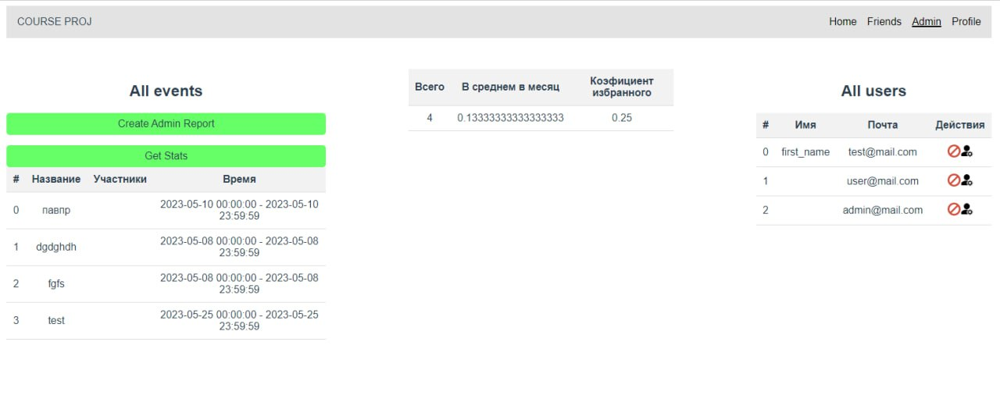 COURSE PROJ
Home Friends Admin Profile
All events
Create Admin Report
Get Stats
# Название Участники Время
0 павпр 2023-05-10 00:00:00 - 2023-05-10
23:59:59
1 dgdghdh 2023-05-08 00:00:00 - 2023-05-08
23:59:59
2 fgfs 2023-05-08 00:00:00 - 2023-05-08
23:59:59
3 test 2023-05-25 00:00:00 - 2023-05-25
23:59:59
Всего В среднем в месяц Коэфициент
избранного
4 0.13333333333333333 0.25
All users
# Имя Почта Действия
0 first_name test@mail.com
1 user@mail.com
2 admin@mail.com